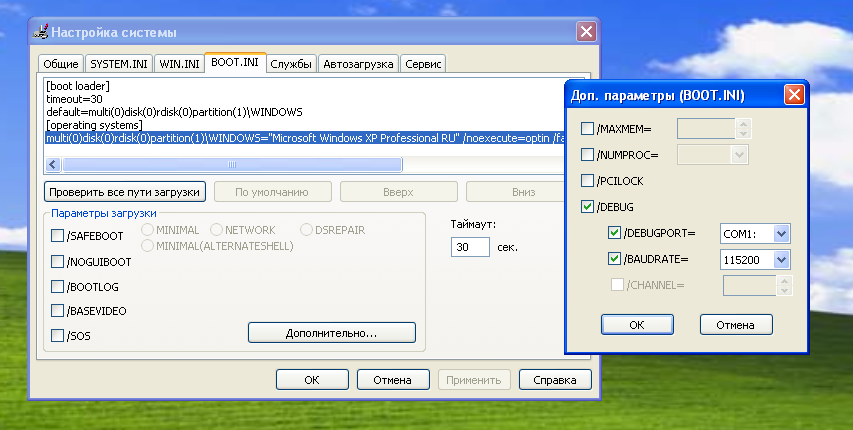 Настройка системы
Общие SYSTEM.INI WIN.INI BOOT.INI Службы Автозагрузка Сервис
[boot loader]
timeout=30
default=multi(0)disk(0)rdisk(0)partition(1)\WINDOWS
[operating systems]
multi(0)disk(0)rdisk(0)partition(1)\WINDOWS="Microsoft Windows XP Professional RU" /noexecute=optin /fa
Проверить все пути загрузки По умолчанию Вверх Вниз
Параметры загрузки
/SAFEBOOT MINIMAL NETWORK DSREPAIR
MINIMAL(ALTERNATESHELL)
/NOGUIBOOT
/BOOTLOG
/BASEVIDEO
/SOS
Дополнительно...
Таймаут:
30 сек.
OK Отмена Применить Справка
Доп. параметры (BOOT.INI)
/MAXMEM=
/NUMPROC=
/PCILOCK
/DEBUG
/DEBUGPORT= COM1:
/BAUDRATE= 115200
/CHANNEL=
OK Отмена